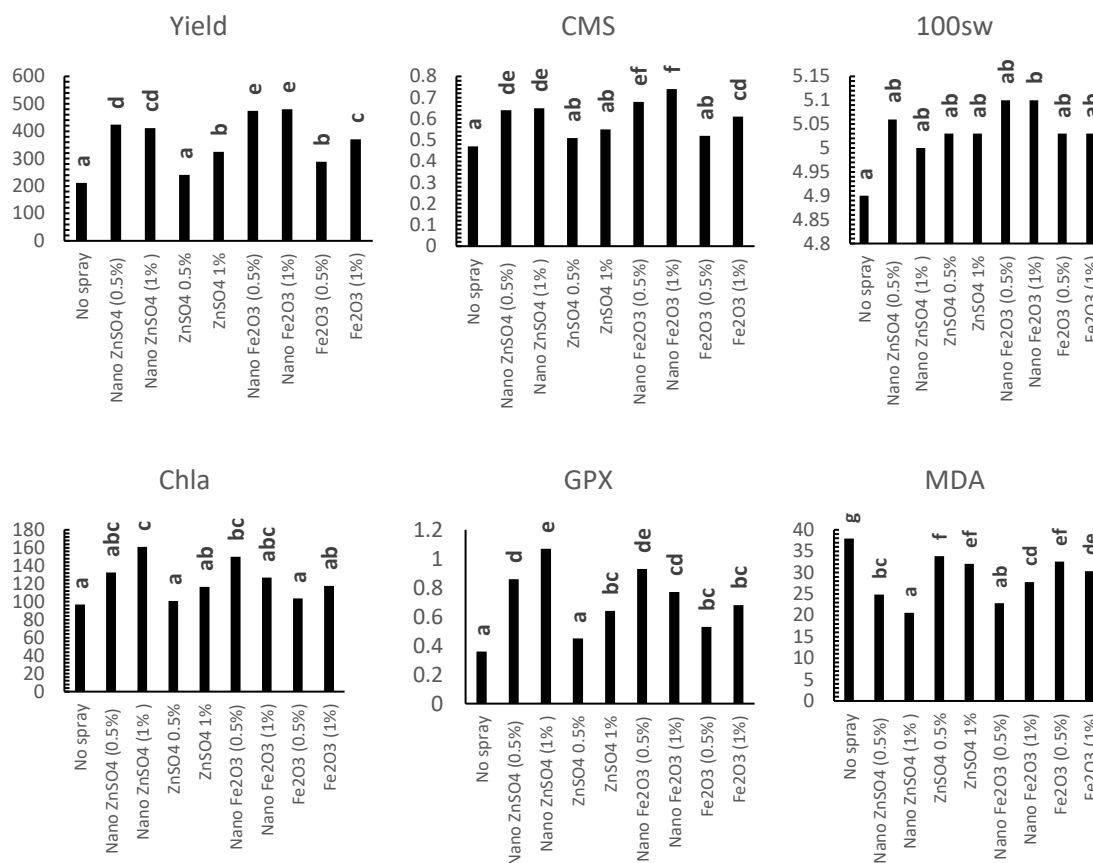 Yield
600
500
400
300
200
100
0
a
d
cd
a
b
e
e
b
c
No spray
Nano ZnSO4 (0.5%)
Nano ZnSO4 (1% )
ZnSO4 0.5%
ZnSO4 1%
Nano Fe2O3 (0.5%)
Nano Fe2O3 (1%)
Fe2O3 (0.5%)
Fe2O3 (1%)
CMS
0.8
0.7
0.6
0.5
0.4
0.3
0.2
0.1
0
a
de
de
ab
ab
ef
f
ab
cd
No spray
Nano ZnSO4 (0.5%)
Nano ZnSO4 (1% )
ZnSO4 0.5%
ZnSO4 1%
Nano Fe2O3 (0.5%)
Nano Fe2O3 (1%)
Fe2O3 (0.5%)
Fe2O3 (1%)
100sw
5.15
5.1
5.05
5
4.95
4.9
4.85
4.8
a
ab
ab
ab
ab
ab
b
ab
ab
No spray
Nano ZnSO4 (0.5%)
Nano ZnSO4 (1% )
ZnSO4 0.5%
ZnSO4 1%
Nano Fe2O3 (0.5%)
Nano Fe2O3 (1%)
Fe2O3 (0.5%)
Fe2O3 (1%
Chla
180
160
140
120
100
80
60
40
20
0
a
abc
c
a
ab
bc
abc
a
ab
No spray
Nano ZnSO4 (0.5%)
Nano ZnSO4 (1% )
ZnSO4 0.5%
ZnSO4 1%
Nano Fe2O3 (0.5%)
Nano Fe2O3 (1%)
Fe2O3 (0.5%)
Fe2O3 (1%)
GPX
1.2
1
0.8
0.6
0.4
0.2
0
a
d
e
a
bc
de
cd
bc
bc
No spray
Nano ZnSO4 (0.5%)
Nano ZnSO4 (1% )
ZnSO4 0.5%
ZnSO4 1%
Nano Fe2O3 (0.5%)
Nano Fe2O3 (1%)
Fe2O3 (0.5%)
Fe2O3 (1%)
MDA
40
35
30
25
20
15
10
5
0
g
bc
a
f
ef
ab
cd
ef
de
No spray
Nano ZnSO4 (0.5%)
Nano ZnSO4 (1% )
ZnSO4 0.5%
ZnSO4 1%
Nano Fe2O3 (0.5%)
Nano Fe2O3 (1%)
Fe2O3 (0.5%)
Fe2O3 (1%)